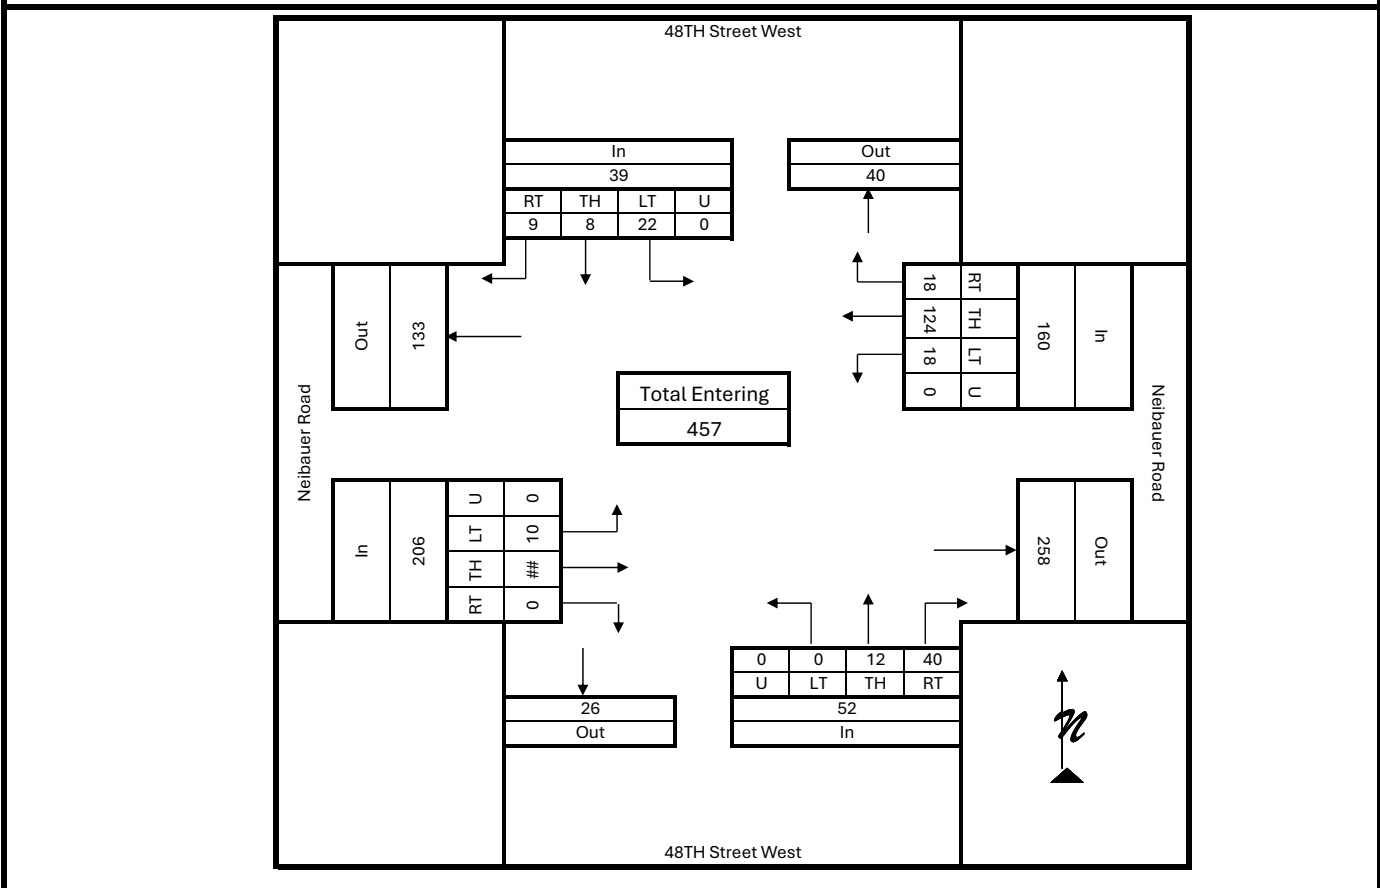 48TH Street West
In
39
RT TH LT U
9 8 22 0
Out
40
Out
133
Neibauer Road
18 RT
124 TH
18 LT
0 U
160
In
Neibauer Road
Total Entering
457
In
206
U 0
LT 10
TH ##
RT 0
258
Out
26
Out
0 0 12 40
U LT TH RT
52
In
N
48TH Street West